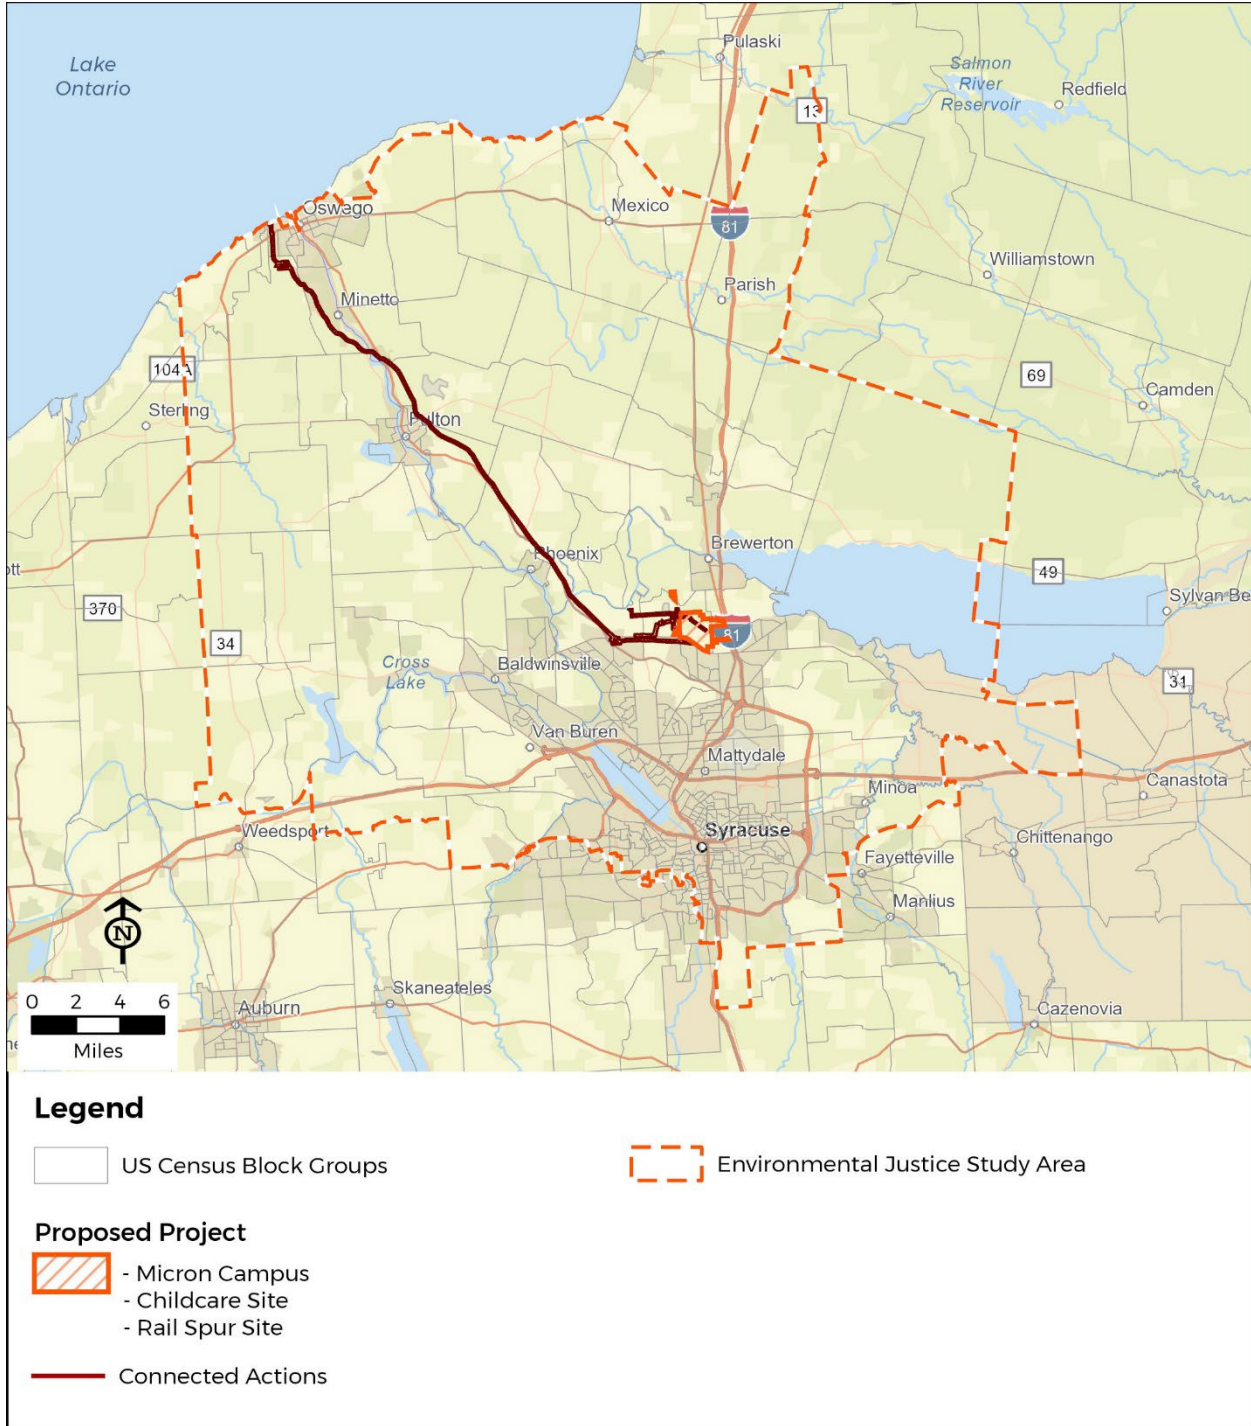 Pulaski
Lake
Ontario
Salmon
River
Reservoir
Redfield
13
Oswego
Mexico
81
Williamstown
Minetto
Parish
104A
69
Camden
Sterling
Fulton
Phoenix
Brewerton
49
Sylvan Be
370
34
81
Cross
Lake
Baldwinsville
31
Van Buren
Mattydale
Minoa
Canastota
Weedsport
Syracuse
Chittenango
Fayetteville
Manlius
N
Skaneateles
0 2 4 6
Miles
Auburn
Cazenovia
Legend
US Census Block Groups
Environmental Justice Study Area
Proposed Project
- Micron Campus
- Childcare Site
- Rail Spur Site
Connected Actions